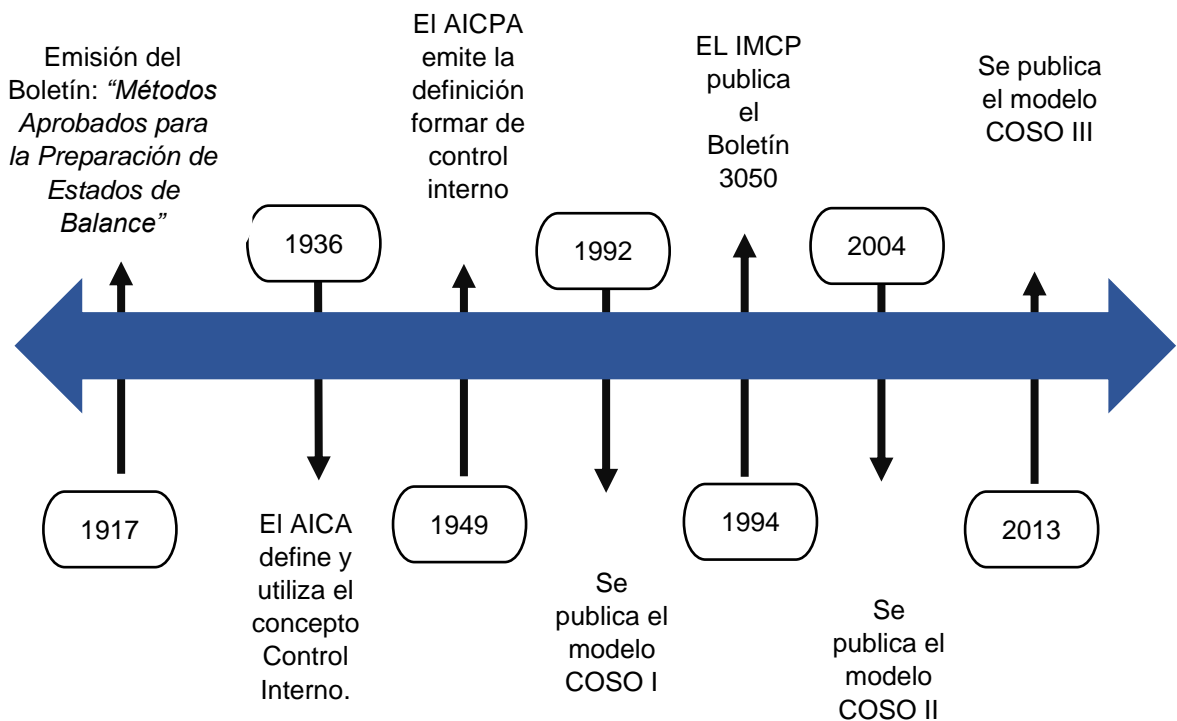 Emisión del
Boletín: “Métodos
Aprobados para
la Preparación de
Estados de
Balance”
1917
1936
El AICA
define y
utiliza el
concepto
Control
Interno.
El AICPA
emite la
definición
formar de
control
interno
1949
1992
Se
publica el
modelo
COSO I
EL IMCP
publica
el
Boletín
3050
1994
2004
Se
publica el
modelo
COSO II
Se publica
el modelo
COSO III
2013